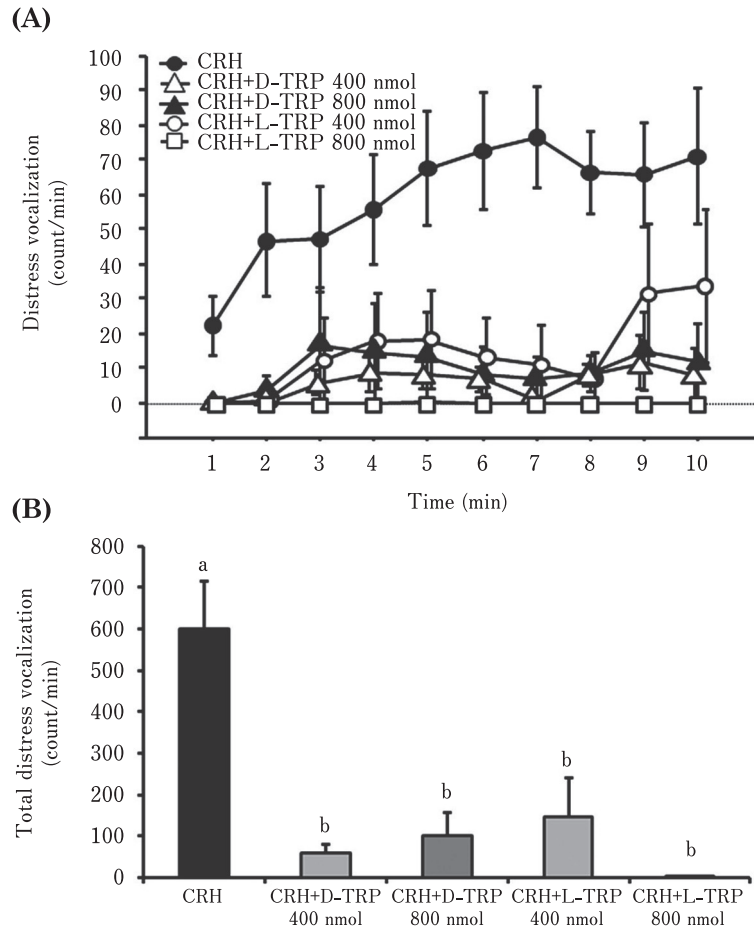 (A)
CRH
CRH+D-TRP 400 nmol
CRH+D-TRP 800 nmol
CRH+L-TRP 400 nmol
CRH+L-TRP 800 nmol
100
90
80
70
60
50
40
30
20
10
0
Distress vocalization
(count/min)
1 2 3 4 5 6 7 8 9 10
Time (min)
(B)
800
700
600
500
400
300
200
100
0
Total distress vocalization
(count/min)
a
b
b
b
b
CRH CRH+D-TRP CRH+D-TRP CRH+L-TRP CRH+L-TRP
400 nmol 800 nmol 400 nmol 800 nmol